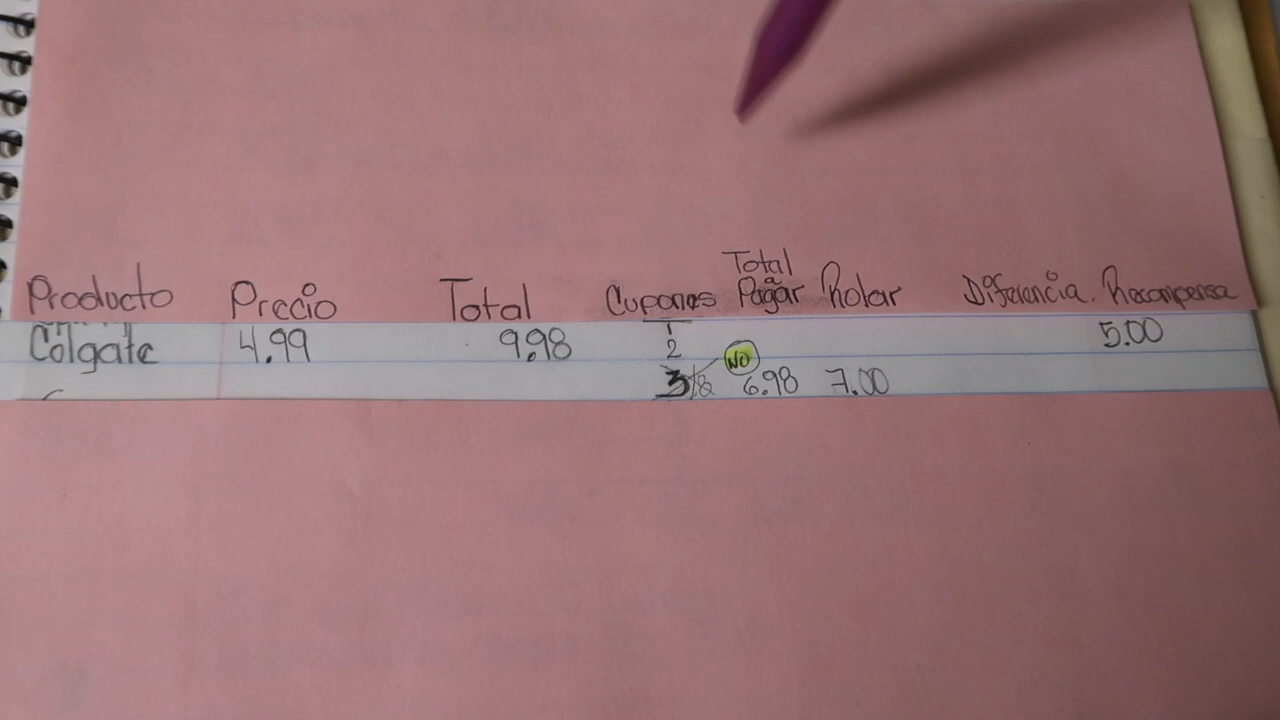 Total
a
Producto Precio Total Cupones Pagar Rolar Diferencia. Recompensa
Colgate 4.99 9.98 1 5.00
2
NO
3 6.98 7.00